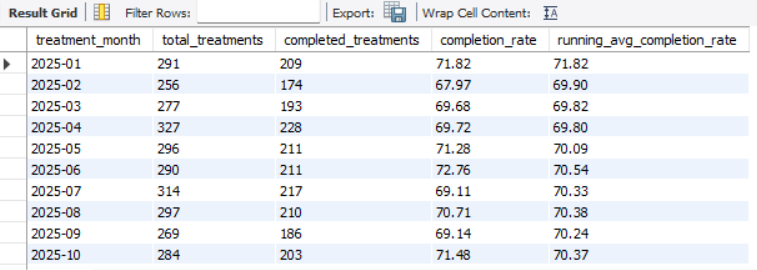 Result Grid Filter Rows: Export: Wrap Cell Content: IA
treatment_month total_treatments completed_treatments completion_rate running_avg_completion_rate
2025-01 291 209 71.82 71.82
2025-02 256 174 67.97 69.90
2025-03 277 193 69.68 69.82
2025-04 327 228 69.72 69.80
2025-05 296 211 71.28 70.09
2025-06 290 211 72.76 70.54
2025-07 314 217 69.11 70.33
2025-08 297 210 70.71 70.38
2025-09 269 186 69.14 70.24
2025-10 284 203 71.48 70.37